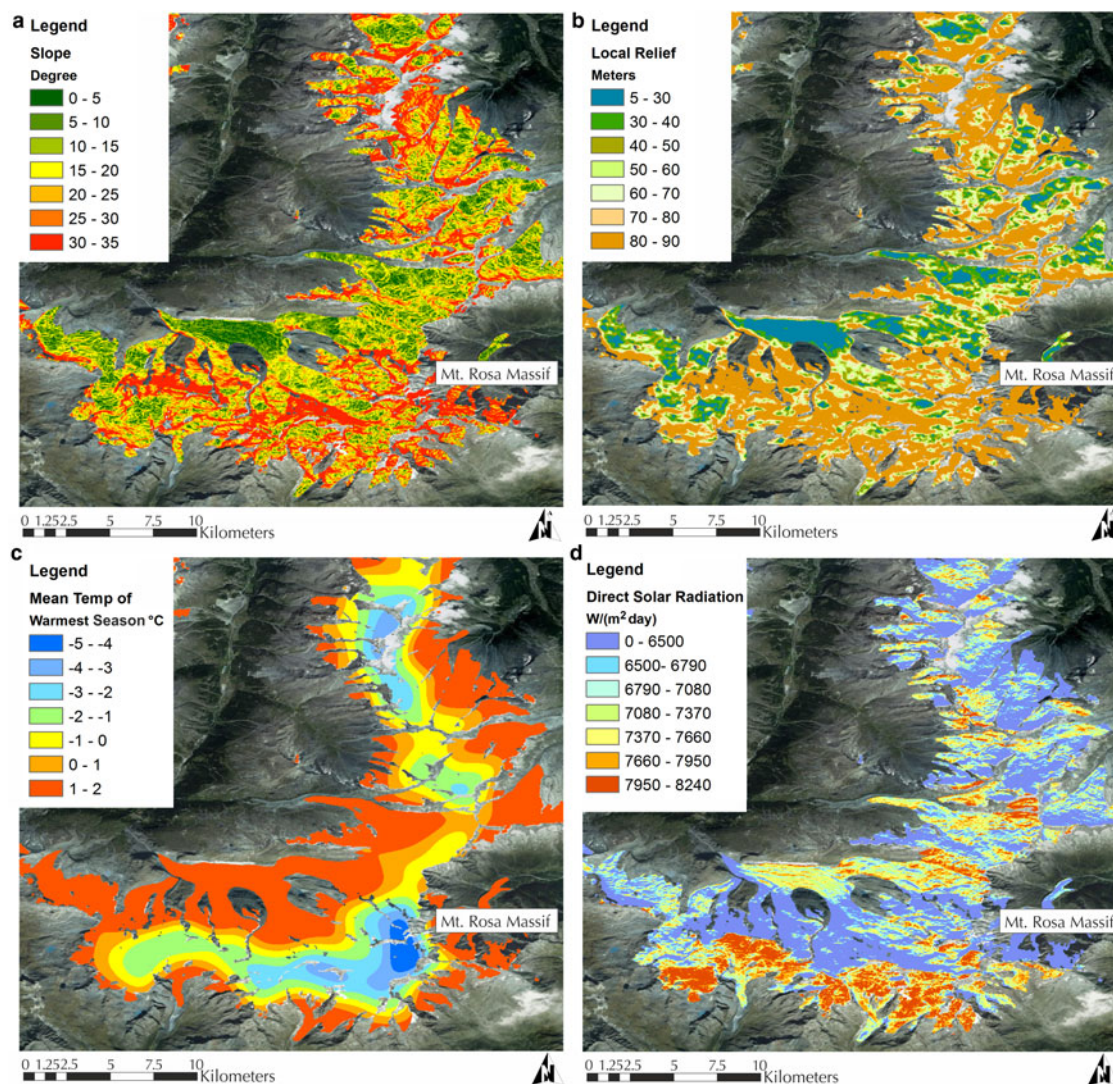 a
Legend
Slope
Degree
0 - 5
5 - 10
10 - 15
15 - 20
20 - 25
25 - 30
30 - 35
Mt. Rosa Massif
0 1.252.5 5 7.5 10
Kilometers
N
b
Legend
Local Relief
Meters
5 - 30
30 - 40
40 - 50
50 - 60
60 - 70
70 - 80
80 - 90
Mt. Rosa Massif
0 1.252.5 5 7.5 10
Kilometers
N
c
Legend
Mean Temp of
Warmest Season °C
-5 - -4
-4 - -3
-3 - -2
-2 - -1
-1 - 0
0 - 1
1 - 2
Mt. Rosa Massif
0 1.252.5 5 7.5 10
Kilometers
N
d
Legend
Direct Solar Radiation
W/(m² day)
0 - 6500
6500- 6790
6790 - 7080
7080 - 7370
7370 - 7660
7660 - 7950
7950 - 8240
Mt. Rosa Massif
0 1.252.5 5 7.5 10
Kilometers
N